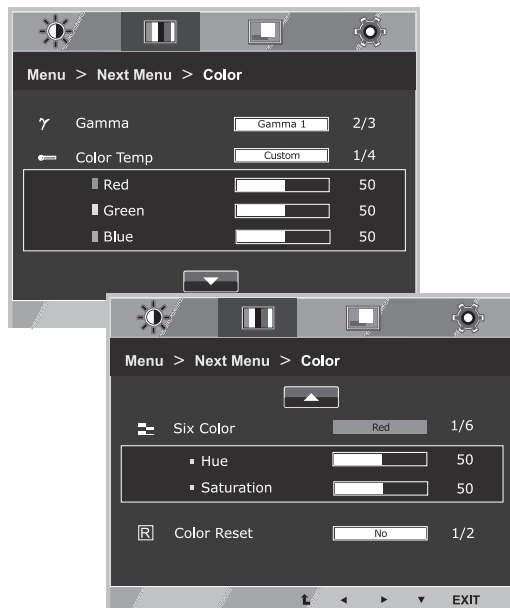 Menu > Next Menu > Color
γ Gamma Gamma 1 2/3
Color Temp Custom 1/4
Red 50
Green 50
Blue 50
Menu > Next Menu > Color
Six Color Red 1/6
Hue 50
Saturation 50
R Color Reset No 1/2
EXIT